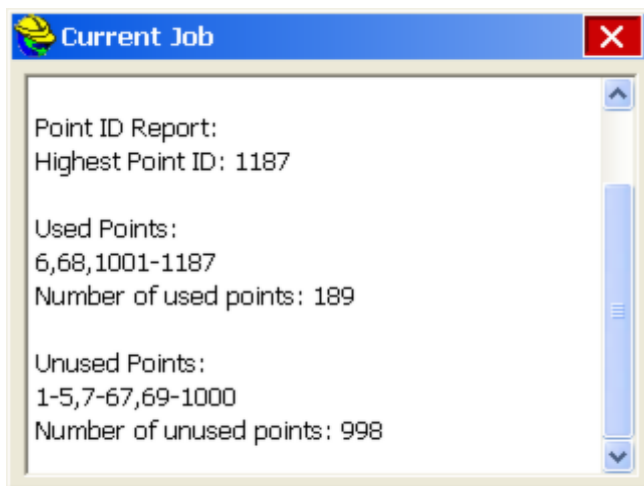 Current Job
Point ID Report:
Highest Point ID: 1187
Used Points:
6,68,1001-1187
Number of used points: 189
Unused Points:
1-5,7-67,69-1000
Number of unused points: 998